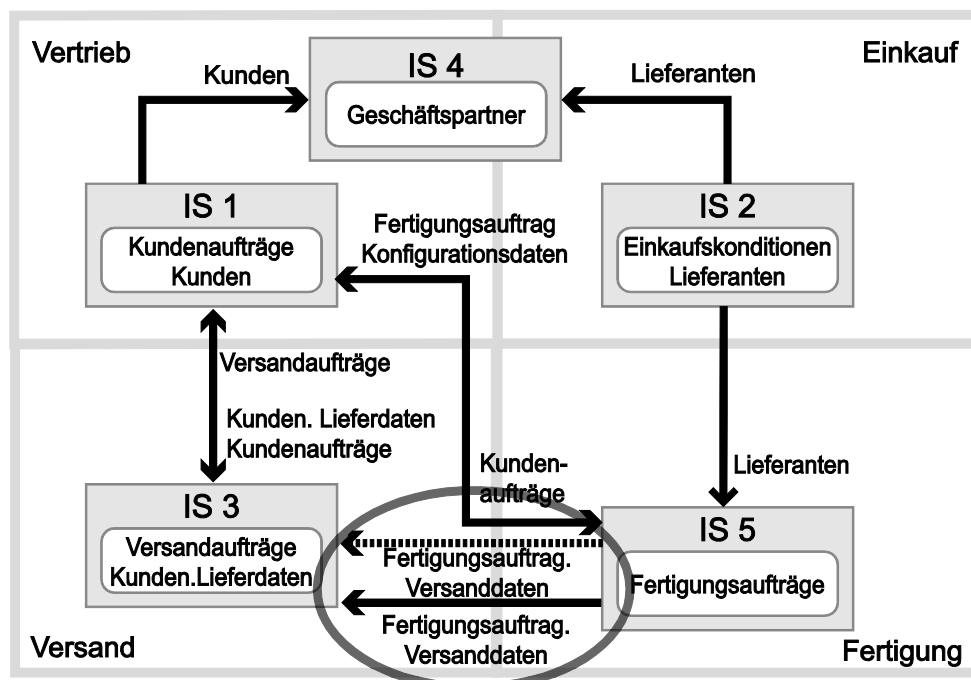 Vertrieb
Einkauf
IS 4
Geschäftspartner
Kunden
Lieferanten
IS 1
Kundenaufträge
Kunden
Fertigungsauftrag
Konfigurationsdaten
IS 2
Einkaufskonditionen
Lieferanten
Versandaufträge
Kunden. Lieferdaten
Kundenaufträge
Kunden-
aufträge
Lieferanten
IS 3
Versandaufträge
Kunden.Lieferdaten
Fertigungsauftrag.
Versanddaten
Fertigungsauftrag.
Versanddaten
IS 5
Fertigungsaufträge
Versand
Fertigung